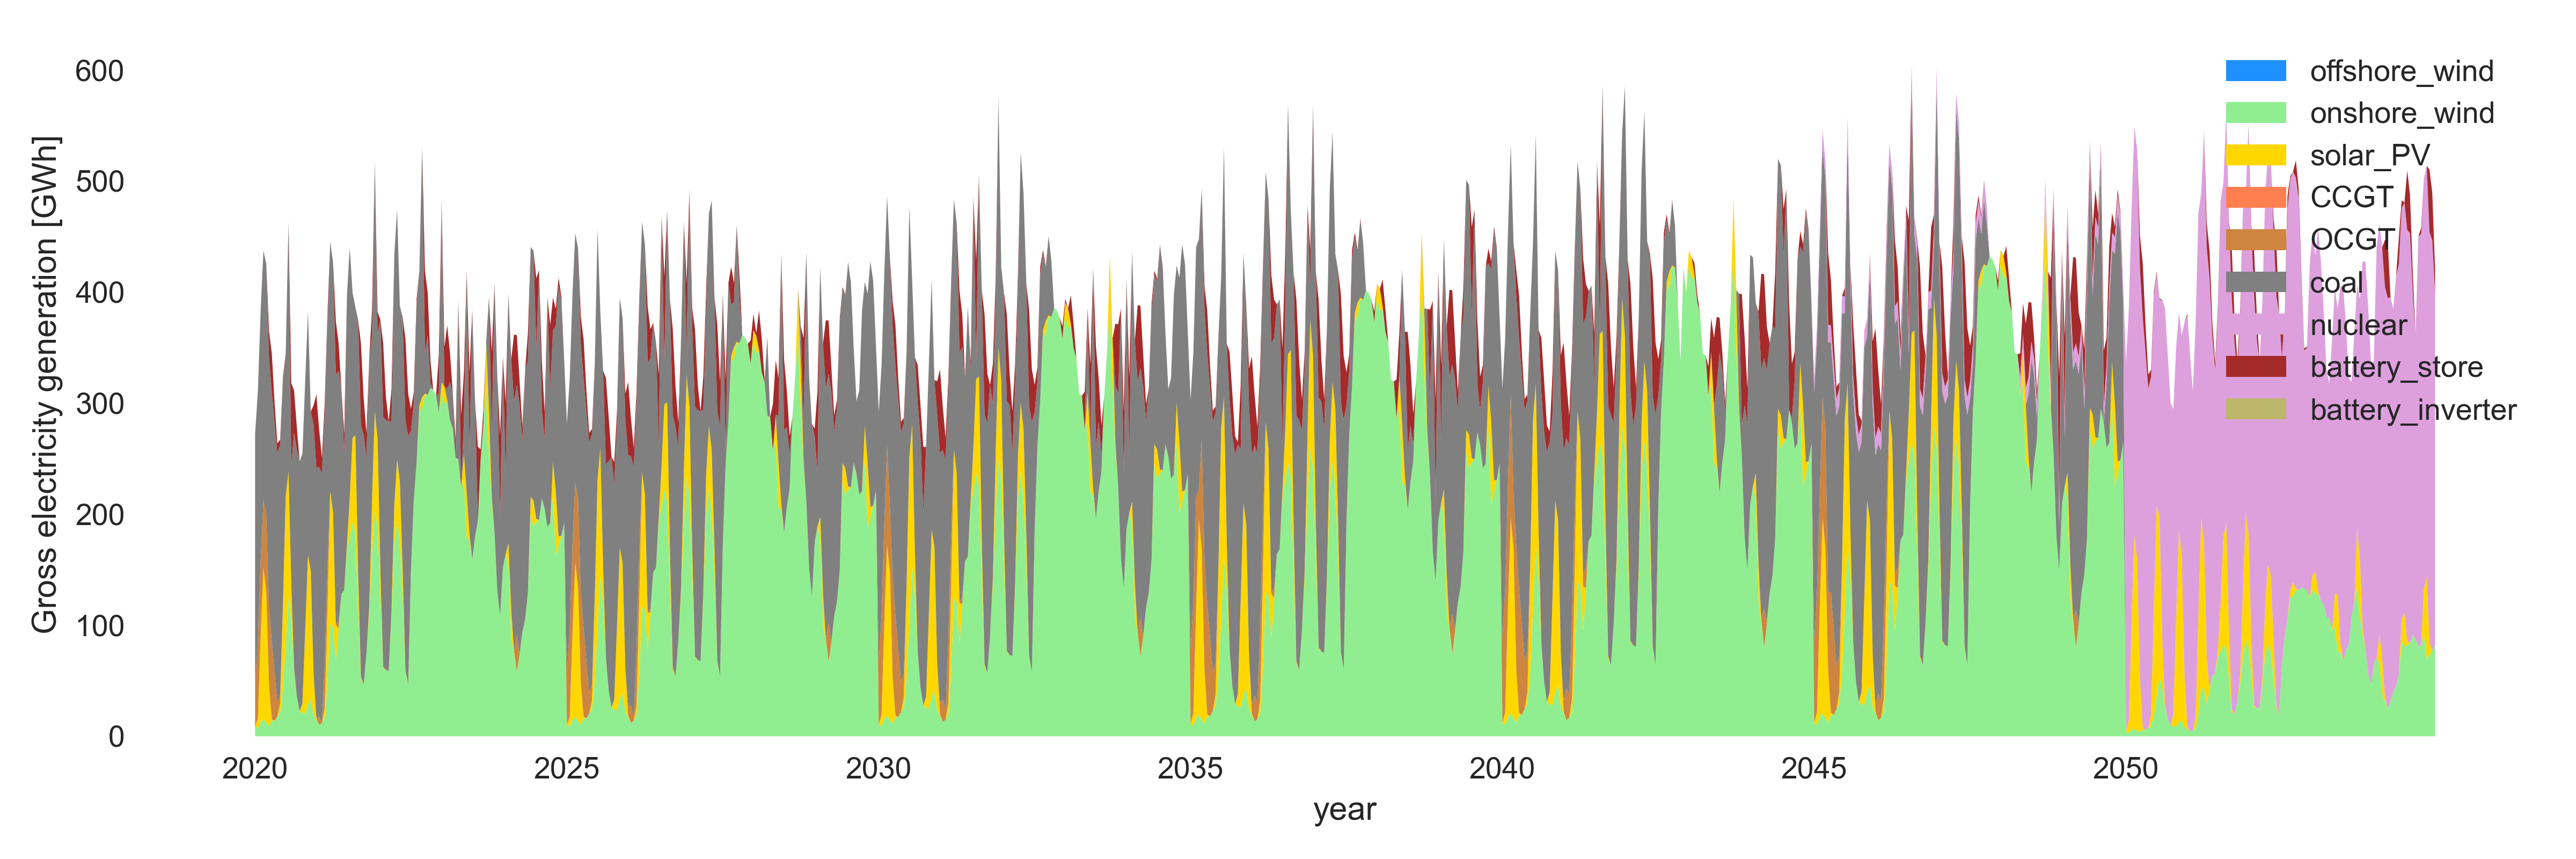 Gross electricity generation [GWh]
600
500
400
300
200
100
0
2020 2025 2030 2035 2040 2045 2050
year
offshore_wind
onshore_wind
solar_PV
CCGT
OCGT
coal
nuclear
battery_store
battery_inverter